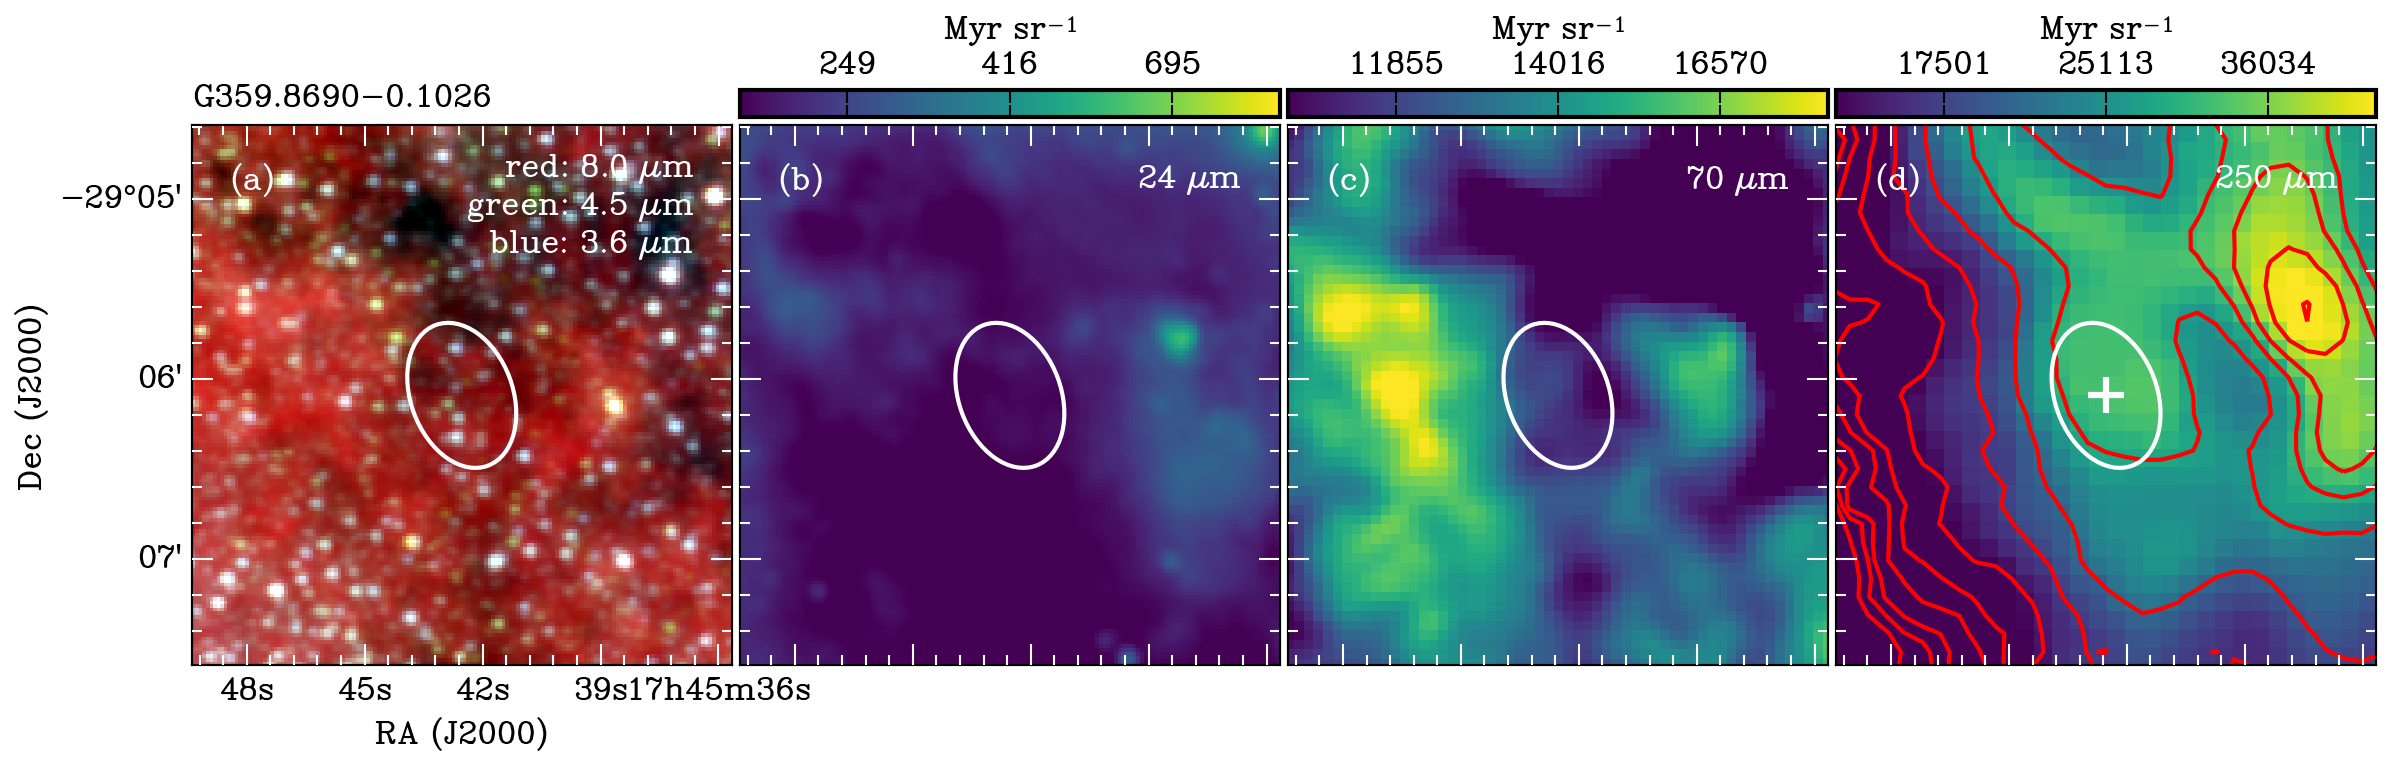 Myr sr⁻¹
Myr sr⁻¹
Myr sr⁻¹
249 416 695
11855 14016 16570
17501 25113 36034
G359.8690−0.1026
(a)
red: 8.0 μm
green: 4.5 μm
blue: 3.6 μm
(b)
24 μm
(c)
70 μm
(d)
250 μm
−29°05'
06'
07'
Dec (J2000)
48s 45s 42s 39s17h45m36s
RA (J2000)